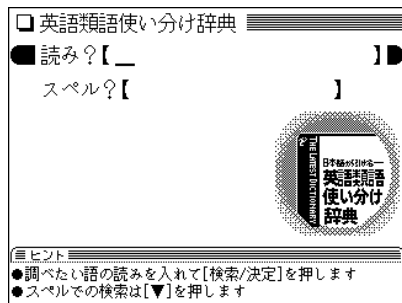 英語類語使い分け辞典
読み？【_ 】
スペル？【 】
THE LATEST DICTIONARY
日本語から引ける一
英語類語
使い分け
辞典
ヒント
●調べたい語の読みを入れて[検索/決定]を押します
●スペルでの検索は[▼]を押します